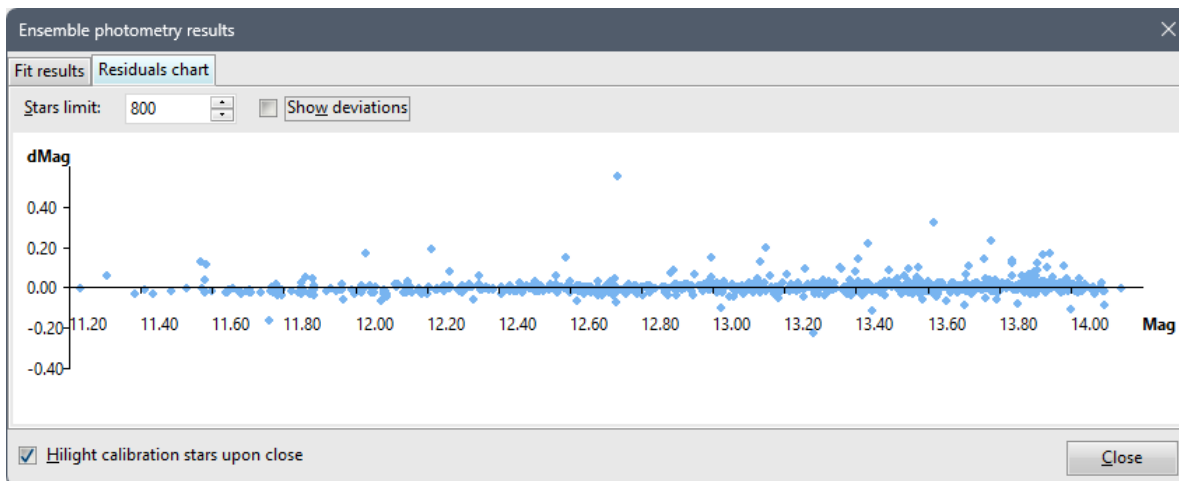 Ensemble photometry results
Fit results Residuals chart
Stars limit: 800 Show deviations
dMag
0.40
0.20
0.00
11.20 11.40 11.60 11.80 12.00 12.20 12.40 12.60 12.80 13.00 13.20 13.40 13.60 13.80 14.00 Mag
-0.20
-0.40
Hilight calibration stars upon close
Close